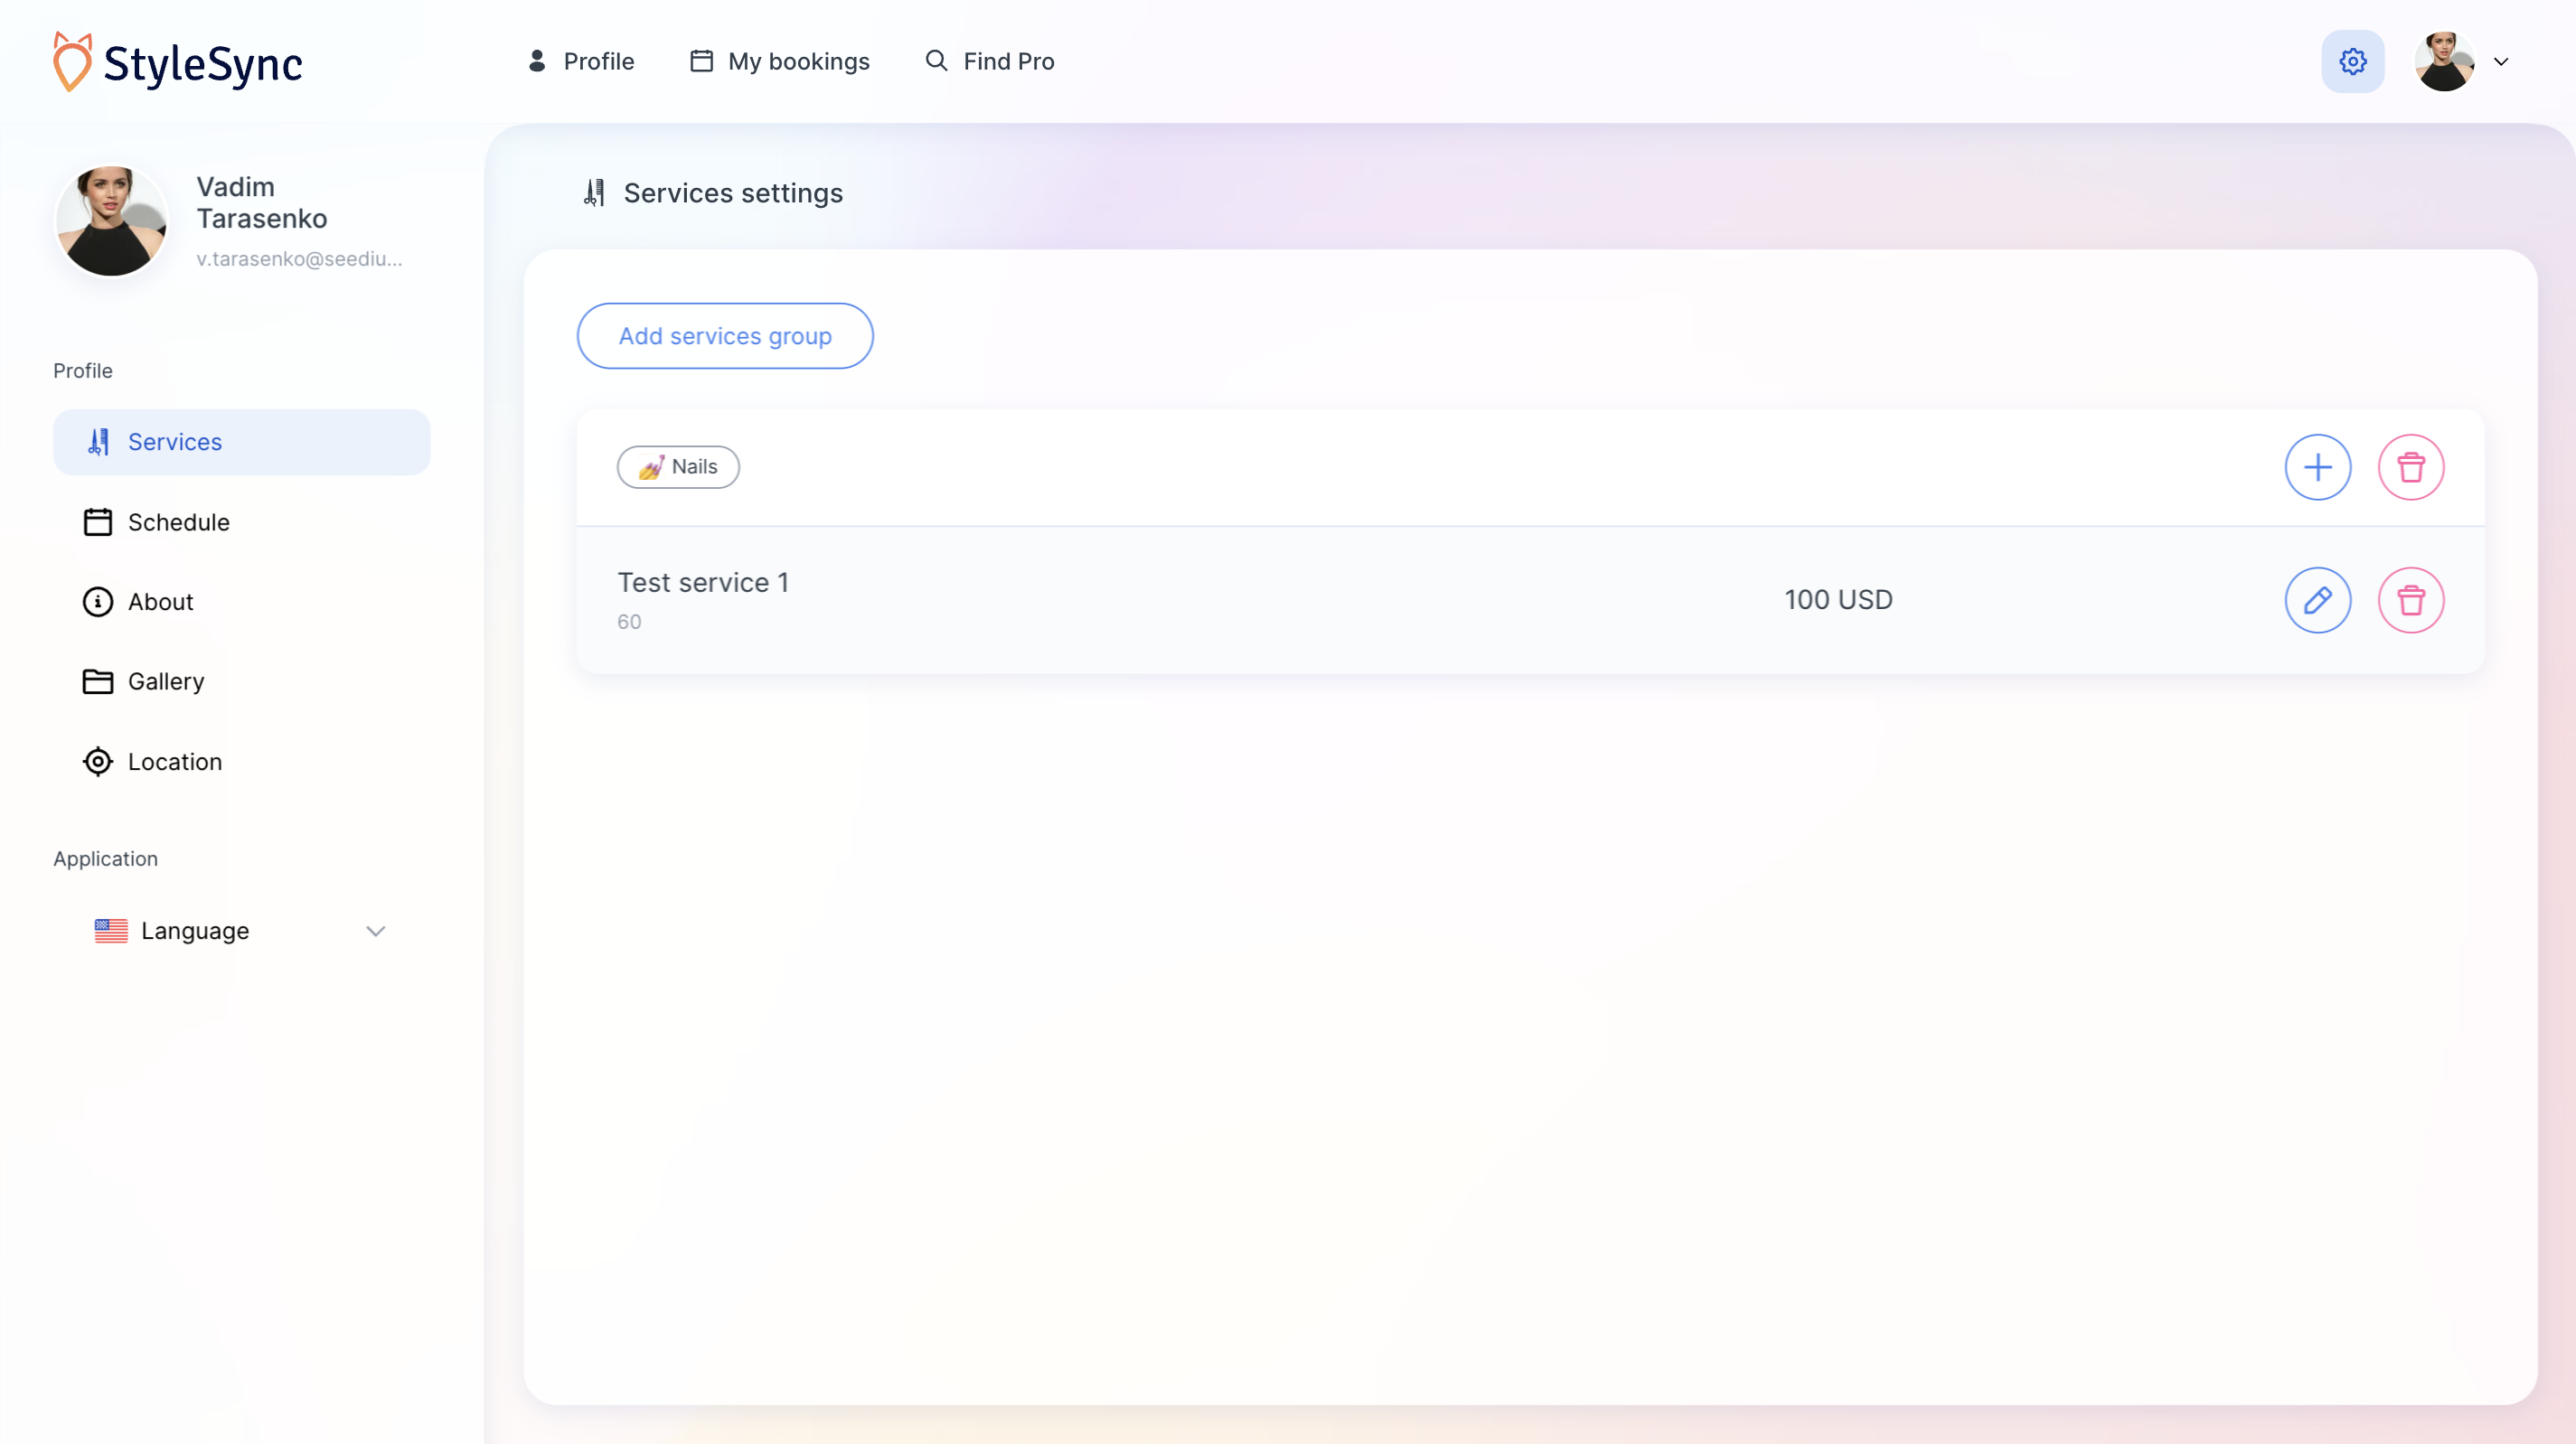 StyleSync
Profile
My bookings
Find Pro
Vadim
Tarasenko
v.tarasenko@seediu...
Profile
Services
Schedule
About
Gallery
Location
Application
Language
Services settings
Add services group
Nails
Test service 1
60
100 USD